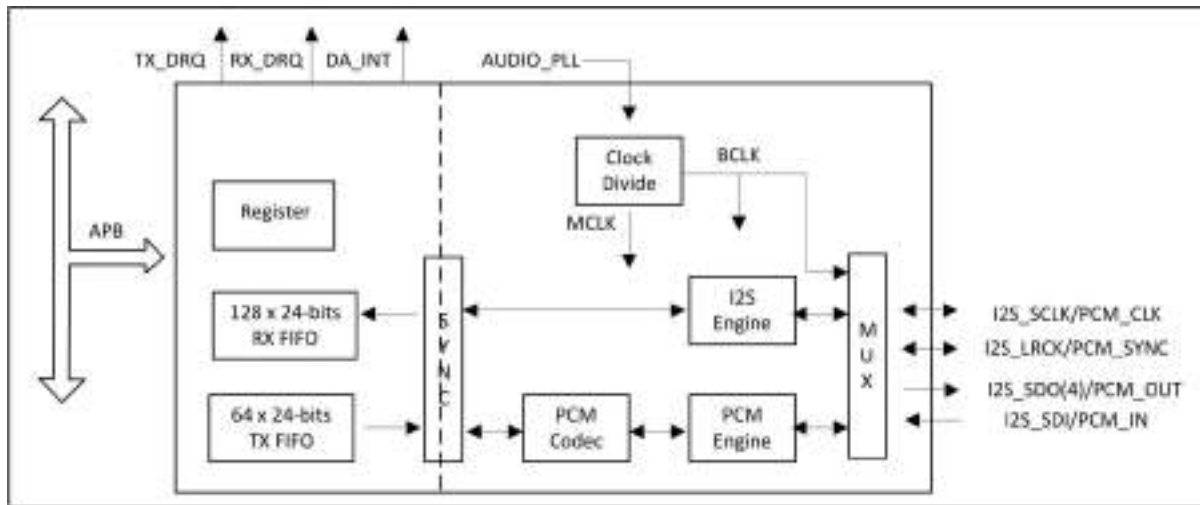 TX_DRQ RX_DRQ DA_INT AUDIO_PLL
Clock
Divide
BCLK
MCLK
Register
APB
128 x 24-bits
RX FIFO
64 x 24-bits
TX FIFO
S
Y
N
C
I2S
Engine
PCM
Codec
PCM
Engine
M
U
X
I2S_SCLK/PCM_CLK
I2S_LRCK/PCM_SYNC
I2S_SDO(4)/PCM_OUT
I2S_SDI/PCM_IN